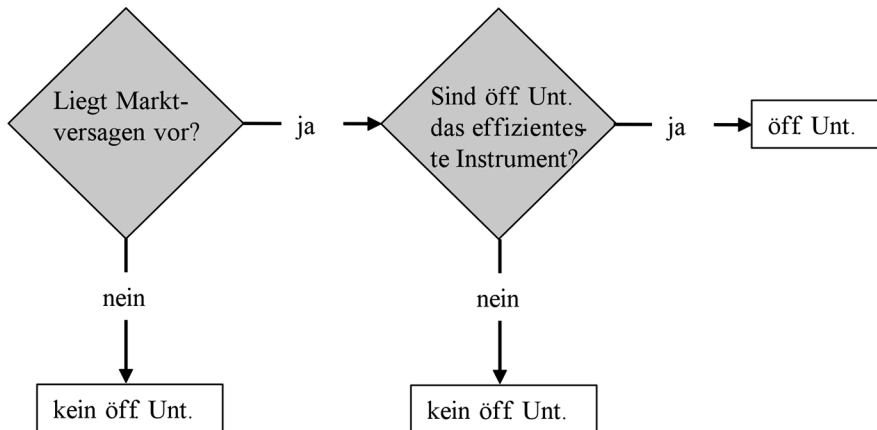 Liegt Markt-
versagen vor?
ja
Sind öff. Unt.
das effizientes-
te Instrument?
ja
öff. Unt.
nein
nein
kein öff. Unt.
kein öff. Unt.